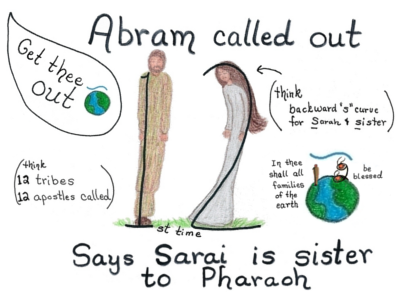 Abram called out
Get thee
out
(think
backward "s" curve
for Sarah & sister)
(think
12 tribes
12 apostles called)
In thee
shall all
families
of the
earth
be
blessed
1st time
Says Sarai is sister
to Pharaoh